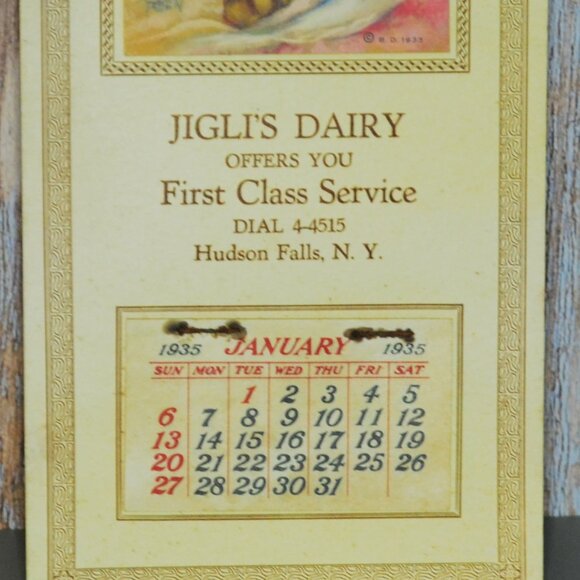 © B. D. 1935
JIGLI'S DAIRY
OFFERS YOU
First Class Service
DIAL 4-4515
Hudson Falls, N. Y.
1935 JANUARY 1935
SUN MON TUE WED THU FRI SAT
1 2 3 4 5
6 7 8 9 10 11 12
13 14 15 16 17 18 19
20 21 22 23 24 25 26
27 28 29 30 31